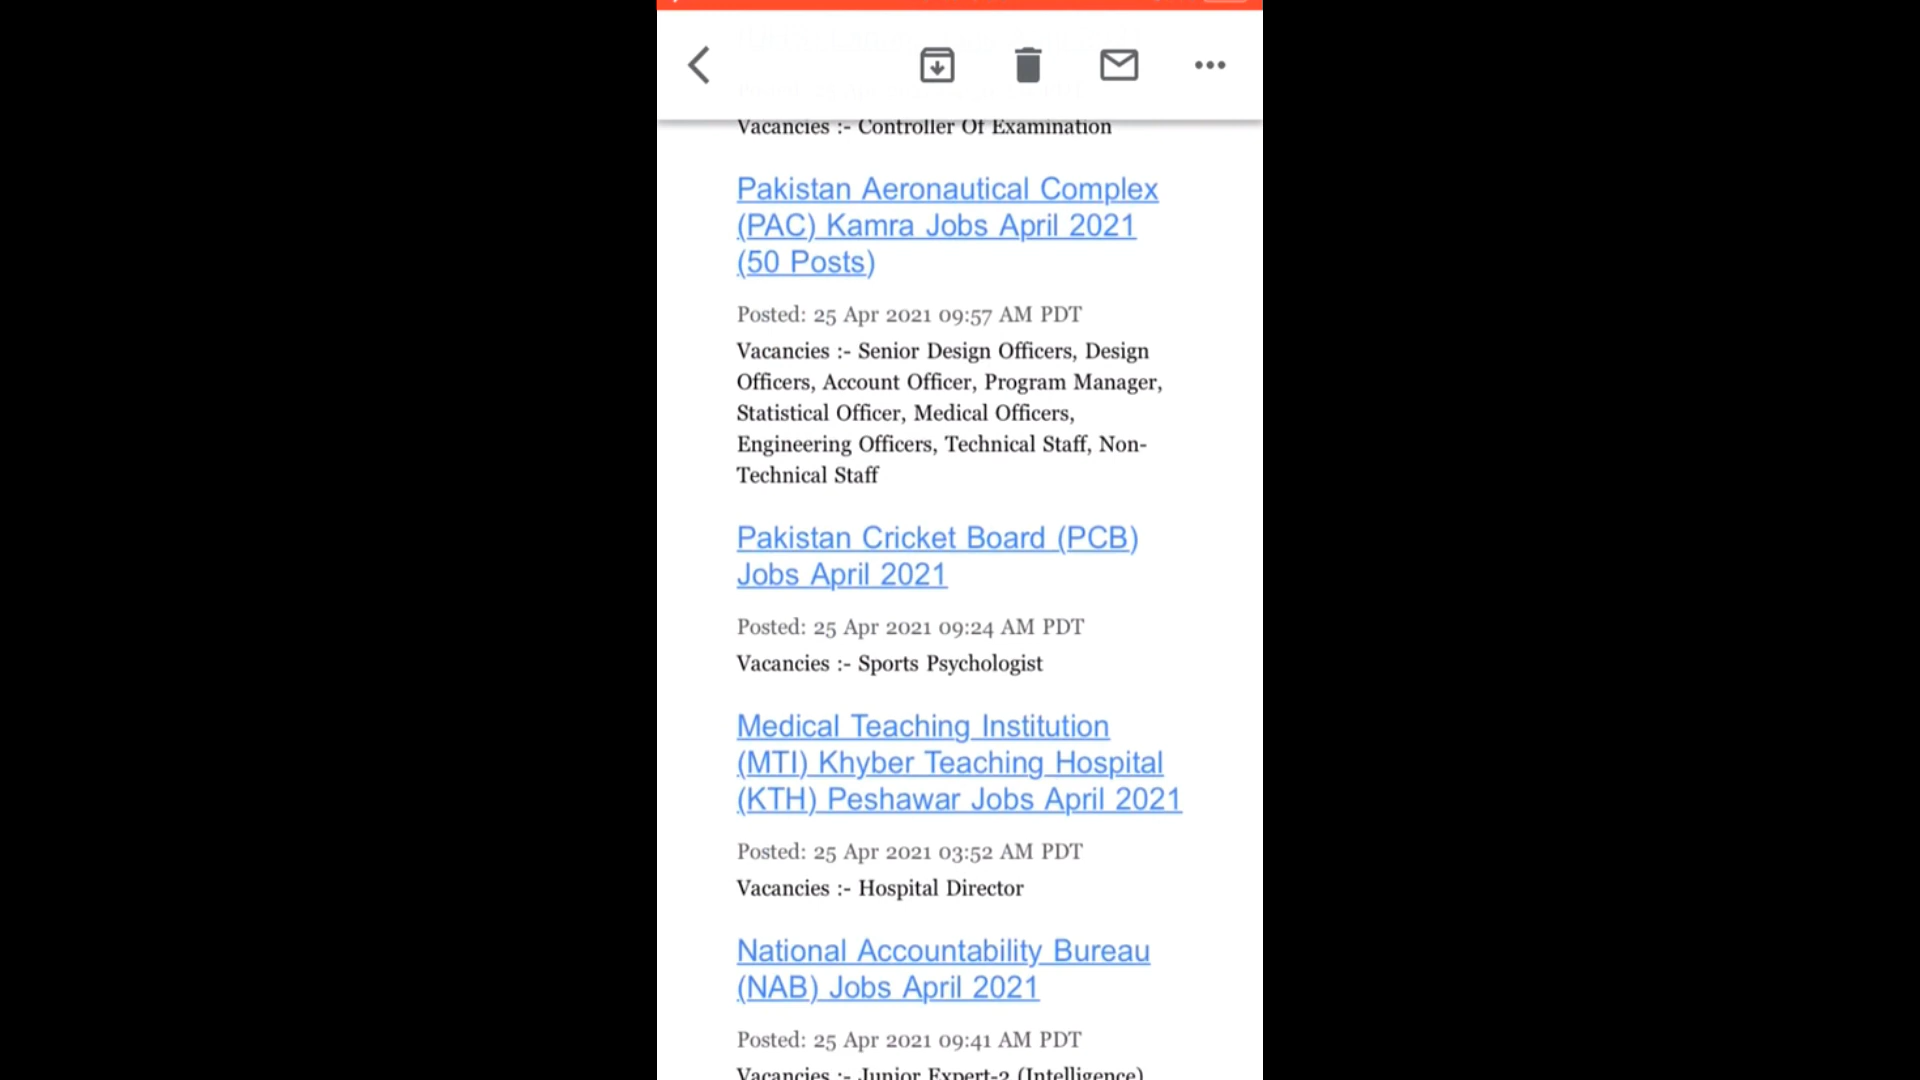 Vacancies :- Controller Of Examination
Pakistan Aeronautical Complex
(PAC) Kamra Jobs April 2021
(50 Posts)
Posted: 25 Apr 2021 09:57 AM PDT
Vacancies :- Senior Design Officers, Design
Officers, Account Officer, Program Manager,
Statistical Officer, Medical Officers,
Engineering Officers, Technical Staff, Non-
Technical Staff
Pakistan Cricket Board (PCB)
Jobs April 2021
Posted: 25 Apr 2021 09:24 AM PDT
Vacancies :- Sports Psychologist
Medical Teaching Institution
(MTI) Khyber Teaching Hospital
(KTH) Peshawar Jobs April 2021
Posted: 25 Apr 2021 03:52 AM PDT
Vacancies :- Hospital Director
National Accountability Bureau
(NAB) Jobs April 2021
Posted: 25 Apr 2021 09:41 AM PDT
Vacancies :- Junior Expert-2 (Intelligence)